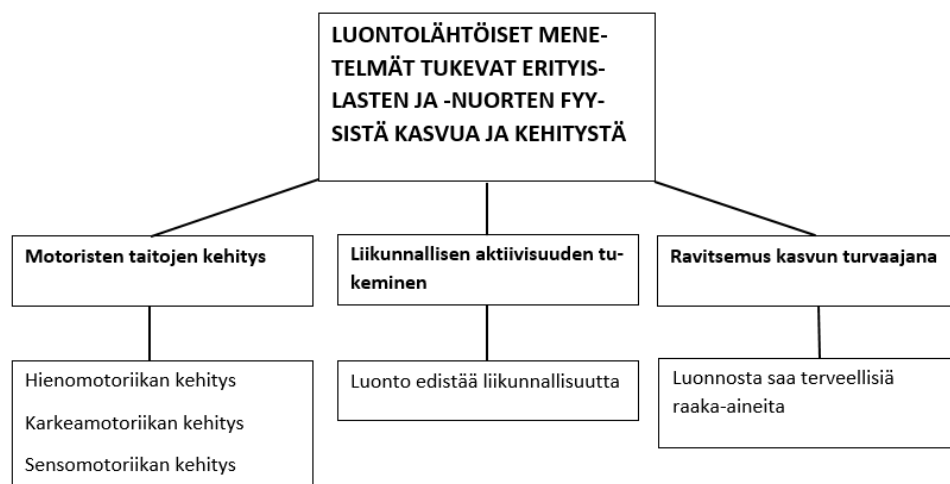 LUONTOLÄHTÖISET MENE-
TELMÄT TUKEVAT ERITYIS-
LASTEN JA -NUORTEN FYY-
SISTÄ KASVUA JA KEHITYSTÄ
Motoristen taitojen kehitys
Liikunnallisen aktiivisuuden tu-
keminen
Ravitsemus kasvun turvaajana
Hienomotoriikan kehitys
Karkeamotoriikan kehitys
Sensomotoriikan kehitys
Luonto edistää liikunnallisuutta
Luonnosta saa terveellisiä
raaka-aineita